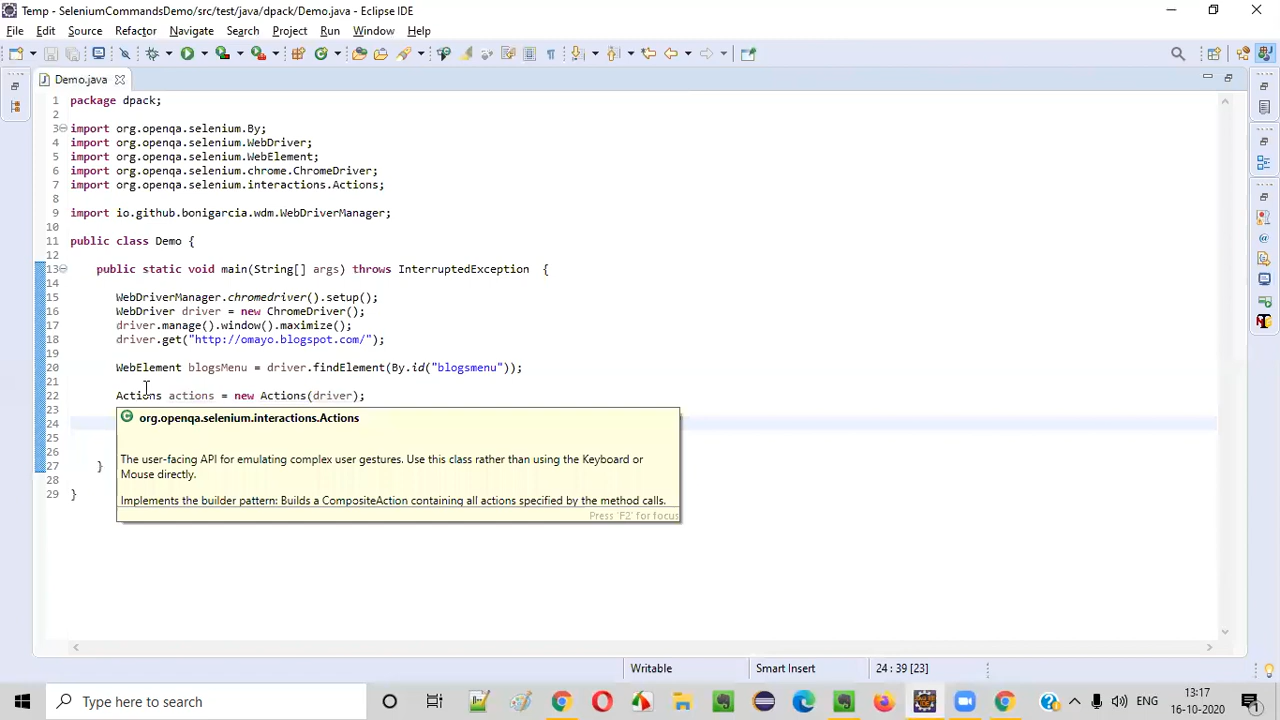 Temp - SeleniumCommandsDemo/src/test/java/dpack/Demo.java - Eclipse IDE
File Edit Source Refactor Navigate Search Project Run Window Help
Demo.java
1 package dpack;
2
3 import org.openqa.selenium.By;
4 import org.openqa.selenium.WebDriver;
5 import org.openqa.selenium.WebElement;
6 import org.openqa.selenium.chrome.ChromeDriver;
7 import org.openqa.selenium.interactions.Actions;
8
9 import io.github.bonigarcia.wdm.WebDriverManager;
10
11 public class Demo {
12
13 public static void main(String[] args) throws InterruptedException {
14
15 WebDriverManager.chromedriver().setup();
16 WebDriver driver = new ChromeDriver();
17 driver.manage().window().maximize();
18 driver.get("http://omayo.blogspot.com/");
19
20 WebElement blogsMenu = driver.findElement(By.id("blogsmenu"));
21
22 Actions actions = new Actions(driver);
23
24
25
26
27 }
28
29 }
org.openqa.selenium.interactions.Actions
The user-facing API for emulating complex user gestures. Use this class rather than using the Keyboard or
Mouse directly.
Implements the builder pattern: Builds a CompositeAction containing all actions specified by the method calls.
Press 'F2' for focus
Writable Smart Insert 24 : 39 [23]
Type here to search
ENG
13:17
16-10-2020